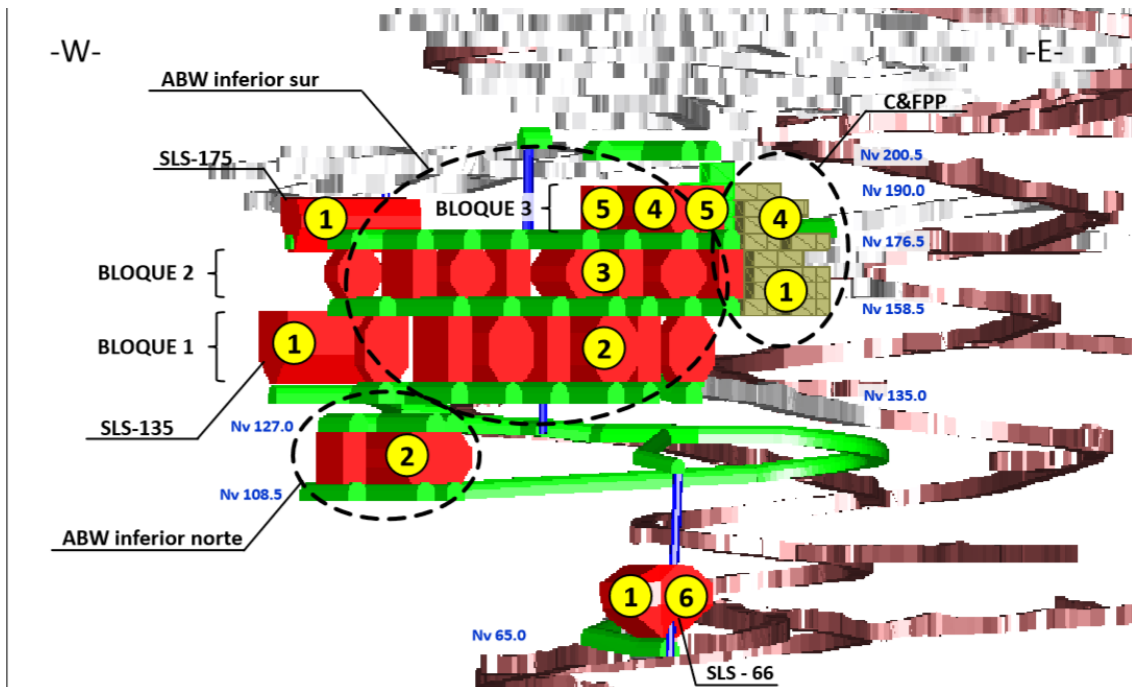 -W-
-E-
ABW inferior sur
C&FPP
SLS-175
Nv 200.5
Nv 190.0
1
BLOQUE 3
5
4
5
4
Nv 176.5
BLOQUE 2
3
1
Nv 158.5
BLOQUE 1
1
2
Nv 135.0
SLS-135
Nv 127.0
2
Nv 108.5
ABW inferior norte
1
6
Nv 65.0
SLS - 66